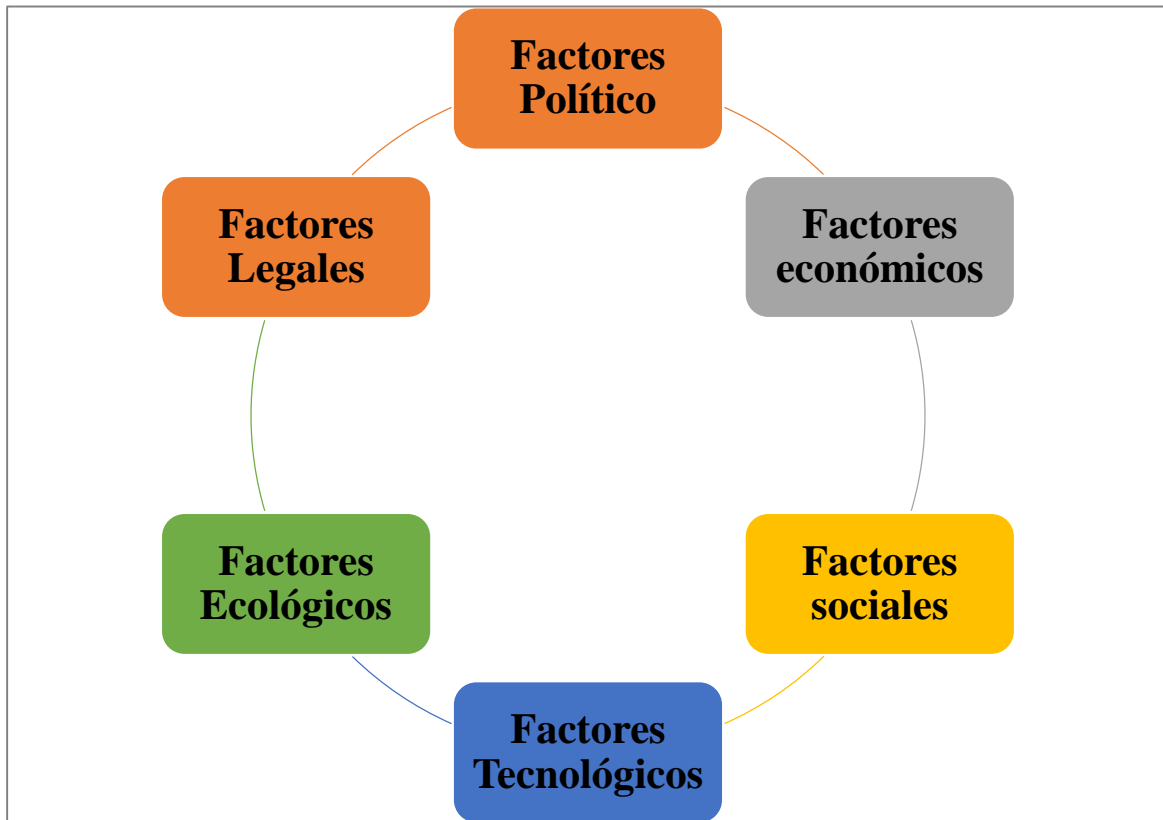 Factores
Político
Factores
económicos
Factores
sociales
Factores
Tecnológicos
Factores
Ecológicos
Factores
Legales